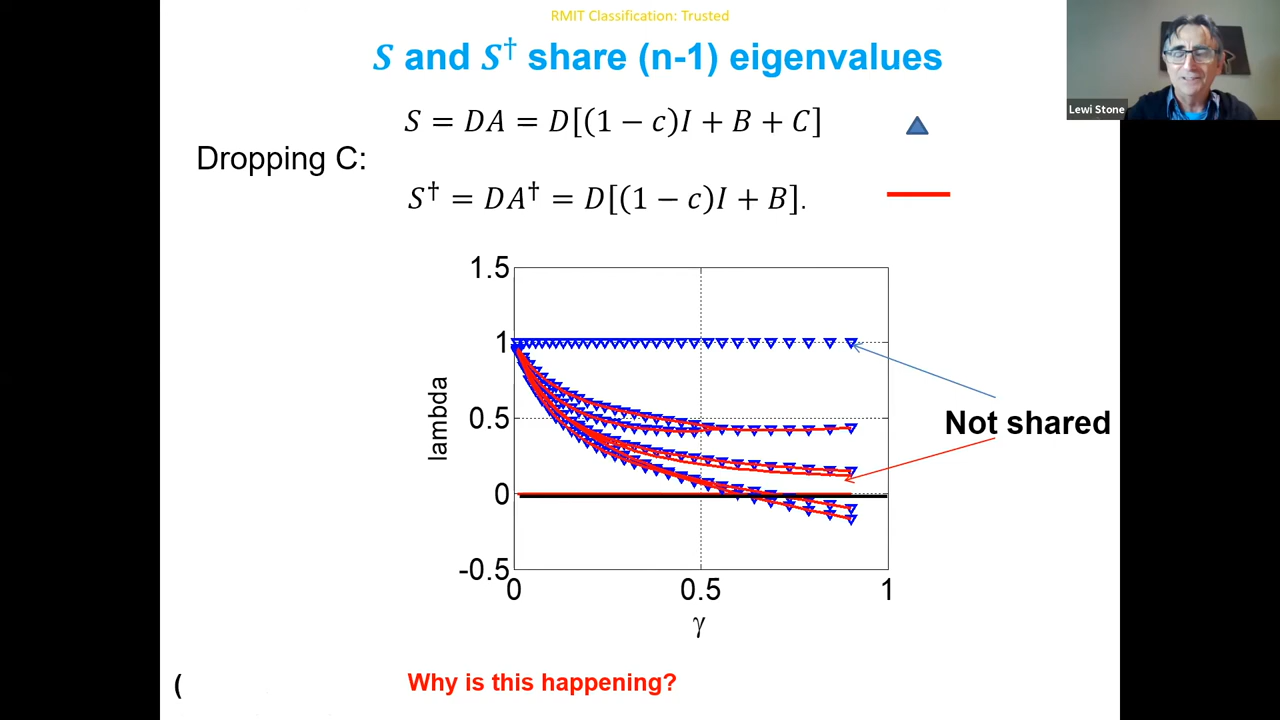 RMIT Classification: Trusted
S and S† share (n-1) eigenvalues
Lewi Stone
S = DA = D[(1 − c)I + B + C]
Dropping C:
S† = DA† = D[(1 − c)I + B].
1.5
1
0.5
0
-0.5
lambda
Not shared
0
0.5
1
γ
(
Why is this happening?